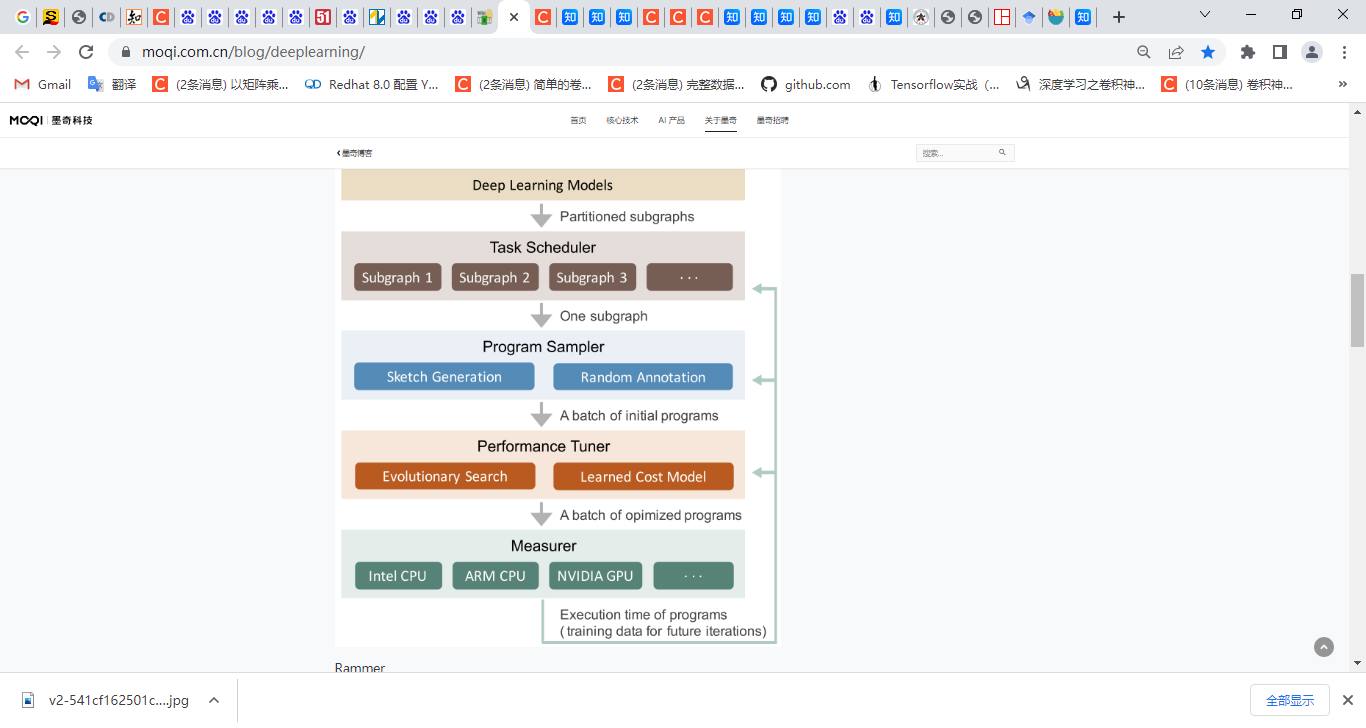 moqi.com.cn/blog/deeplearning/
Gmail
翻译
(2条消息) 以矩阵乘...
Redhat 8.0 配置 Y...
(2条消息) 简单的卷...
(2条消息) 完整数据...
github.com
Tensorflow实战（...
深度学习之卷积神...
(10条消息) 卷积神...
MOQI 墨奇科技
首页
核心技术
AI 产品
关于墨奇
墨奇招聘
墨奇博客
搜索...
Deep Learning Models
Partitioned subgraphs
Task Scheduler
Subgraph 1
Subgraph 2
Subgraph 3
. . .
One subgraph
Program Sampler
Sketch Generation
Random Annotation
A batch of initial programs
Performance Tuner
Evolutionary Search
Learned Cost Model
A batch of opimized programs
Measurer
Intel CPU
ARM CPU
NVIDIA GPU
. . .
Execution time of programs
( training data for future iterations)
Rammer
v2-541cf162501c....jpg
全部显示